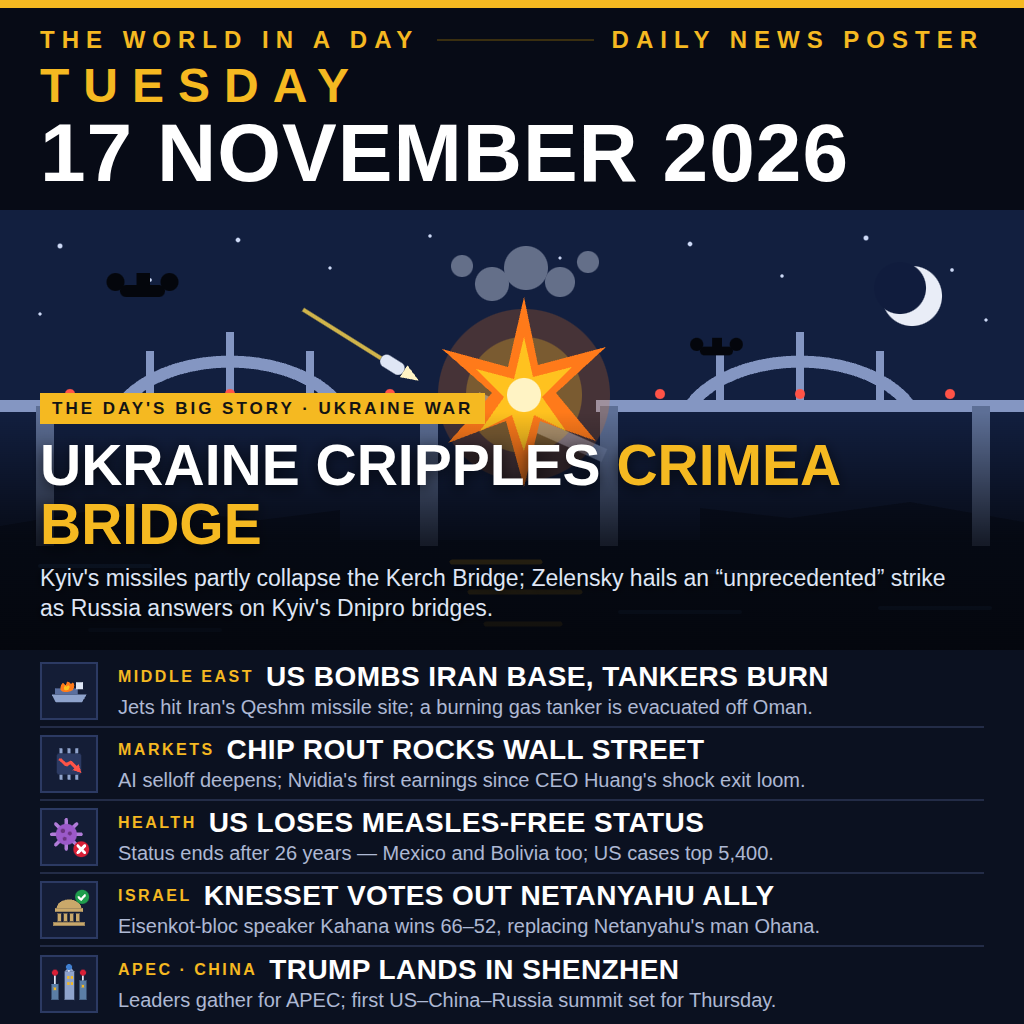 THE WORLD IN A DAY
DAILY NEWS POSTER
TUESDAY
17 NOVEMBER 2026
THE DAY'S BIG STORY · UKRAINE WAR
UKRAINE CRIPPLES CRIMEA
BRIDGE
Kyiv's missiles partly collapse the Kerch Bridge; Zelensky hails an “unprecedented” strike
as Russia answers on Kyiv's Dnipro bridges.
MIDDLE EAST US BOMBS IRAN BASE, TANKERS BURN
Jets hit Iran's Qeshm missile site; a burning gas tanker is evacuated off Oman.
MARKETS CHIP ROUT ROCKS WALL STREET
AI selloff deepens; Nvidia's first earnings since CEO Huang's shock exit loom.
HEALTH US LOSES MEASLES-FREE STATUS
Status ends after 26 years — Mexico and Bolivia too; US cases top 5,400.
ISRAEL KNESSET VOTES OUT NETANYAHU ALLY
Eisenkot-bloc speaker Kahana wins 66–52, replacing Netanyahu's man Ohana.
APEC · CHINA TRUMP LANDS IN SHENZHEN
Leaders gather for APEC; first US–China–Russia summit set for Thursday.